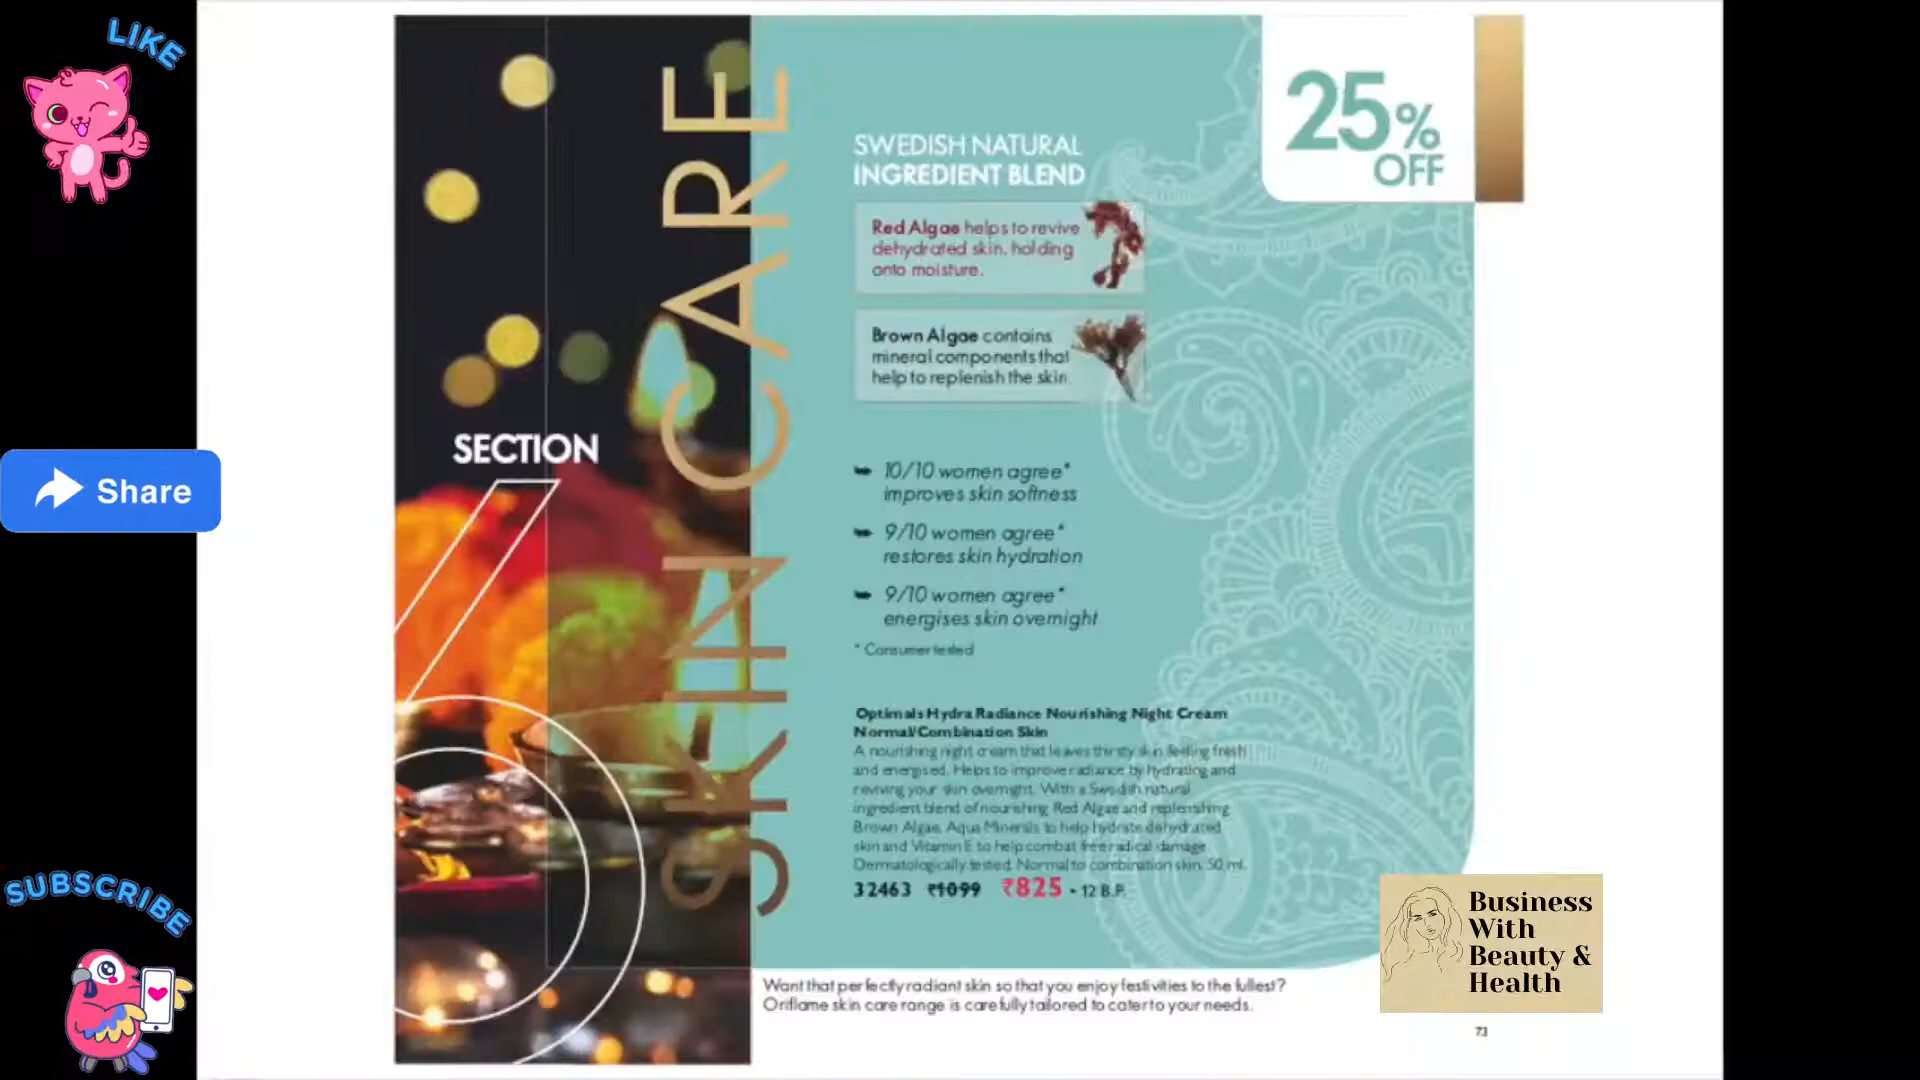 LIKE
25%
OFF
SWEDISH NATURAL
INGREDIENT BLEND
Red Algae helps to revive
dehydrated skin, holding
onto moisture.
Brown Algae contains
mineral components that
help to replenish the skin
SECTION
6
SKIN CARE
Share
10/10 women agree*
improves skin softness
9/10 women agree*
restores skin hydration
9/10 women agree*
energises skin overnight
* Consumer tested
Optimals Hydra Radiance Nourishing Night Cream
Normal/Combination Skin
A nourishing night cream that leaves thirsty skin feeling fresh
and energised. Helps to improve radiance by hydrating and
reviving your skin overnight. With a Swedish natural
ingredient blend of nourishing Red Algae and replenishing
Brown Algae, Aqua Minerals to help hydrate dehydrated
skin and Vitamin E to help combat free radical damage
Dermatologically tested. Normal to combination skin. 50 ml.
32463 ₹1099 ₹825 • 12 B.P.
SUBSCRIBE
Business
With
Beauty &
Health
Want that perfectly radiant skin so that you enjoy festivities to the fullest?
Oriflame skin care range is carefully tailored to cater to your needs.
73